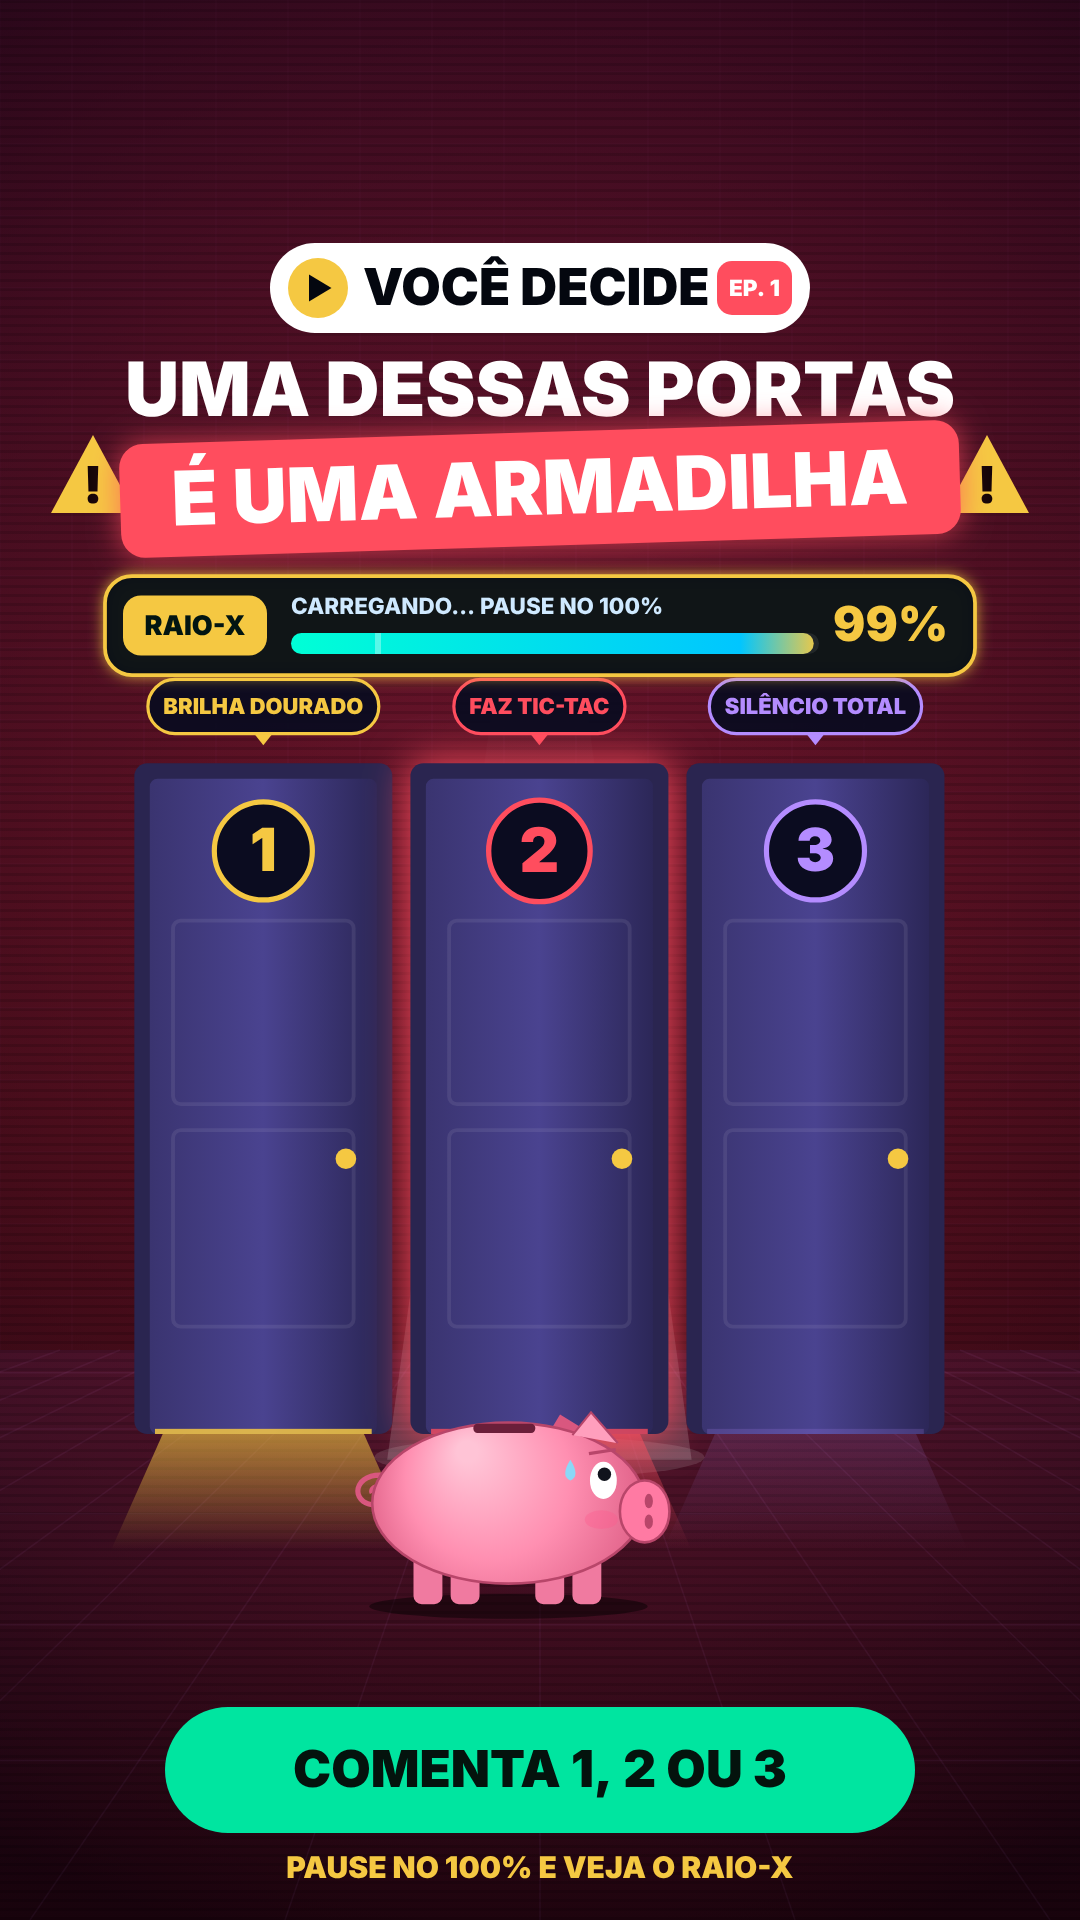 VOCÊ DECIDE EP. 1
UMA DESSAS PORTAS
É UMA ARMADILHA
!
!
RAIO-X
CARREGANDO... PAUSE NO 100%
99%
BRILHA DOURADO
FAZ TIC-TAC
SILÊNCIO TOTAL
1
2
3
COMENTA 1, 2 OU 3
PAUSE NO 100% E VEJA O RAIO-X